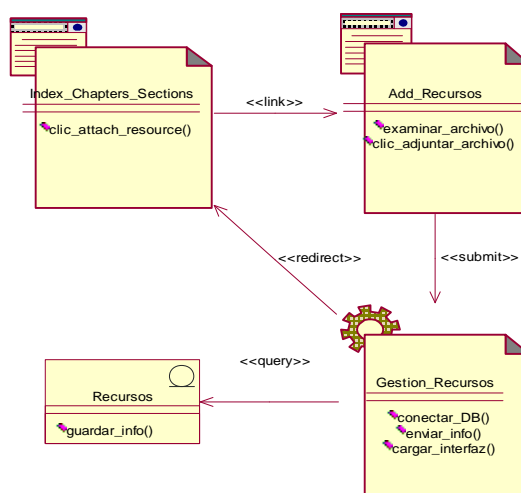 Index_Chapters_Sections
clic_attach_resource()
<<link>>
Add_Recursos
examinar_archivo()
clic_adjuntar_archivo()
<<redirect>>
<<submit>>
<<query>>
Recursos
guardar_info()
Gestion_Recursos
conectar_DB()
enviar_info()
cargar_interfaz()